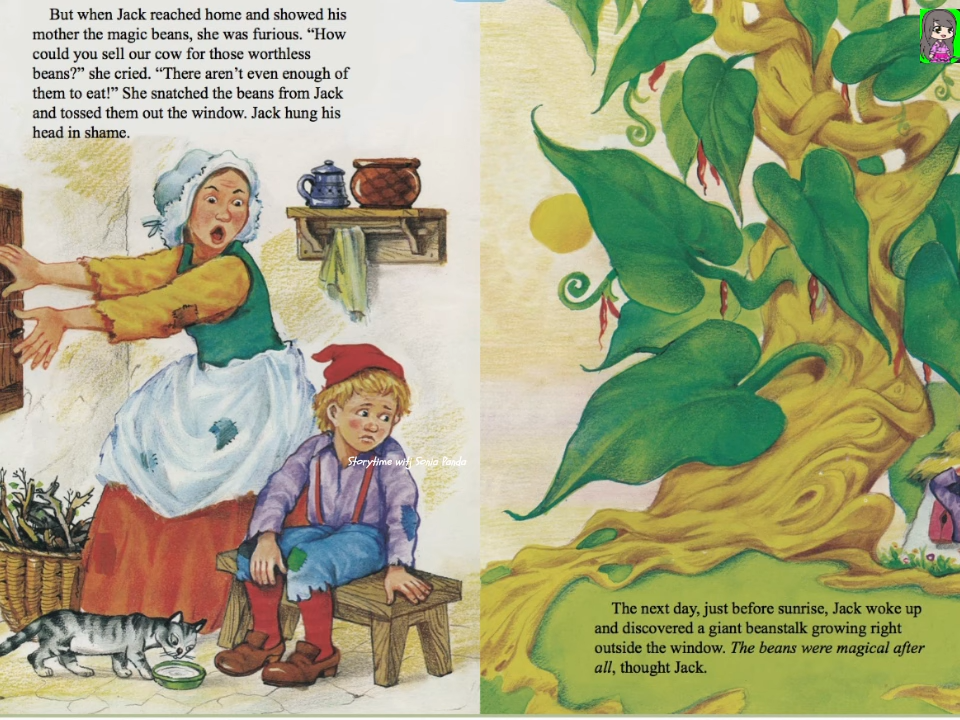 But when Jack reached home and showed his
mother the magic beans, she was furious. “How
could you sell our cow for those worthless
beans?” she cried. “There aren’t even enough of
them to eat!” She snatched the beans from Jack
and tossed them out the window. Jack hung his
head in shame.
Storytime with Sonia Panda
The next day, just before sunrise, Jack woke up
and discovered a giant beanstalk growing right
outside the window. The beans were magical after
all, thought Jack.